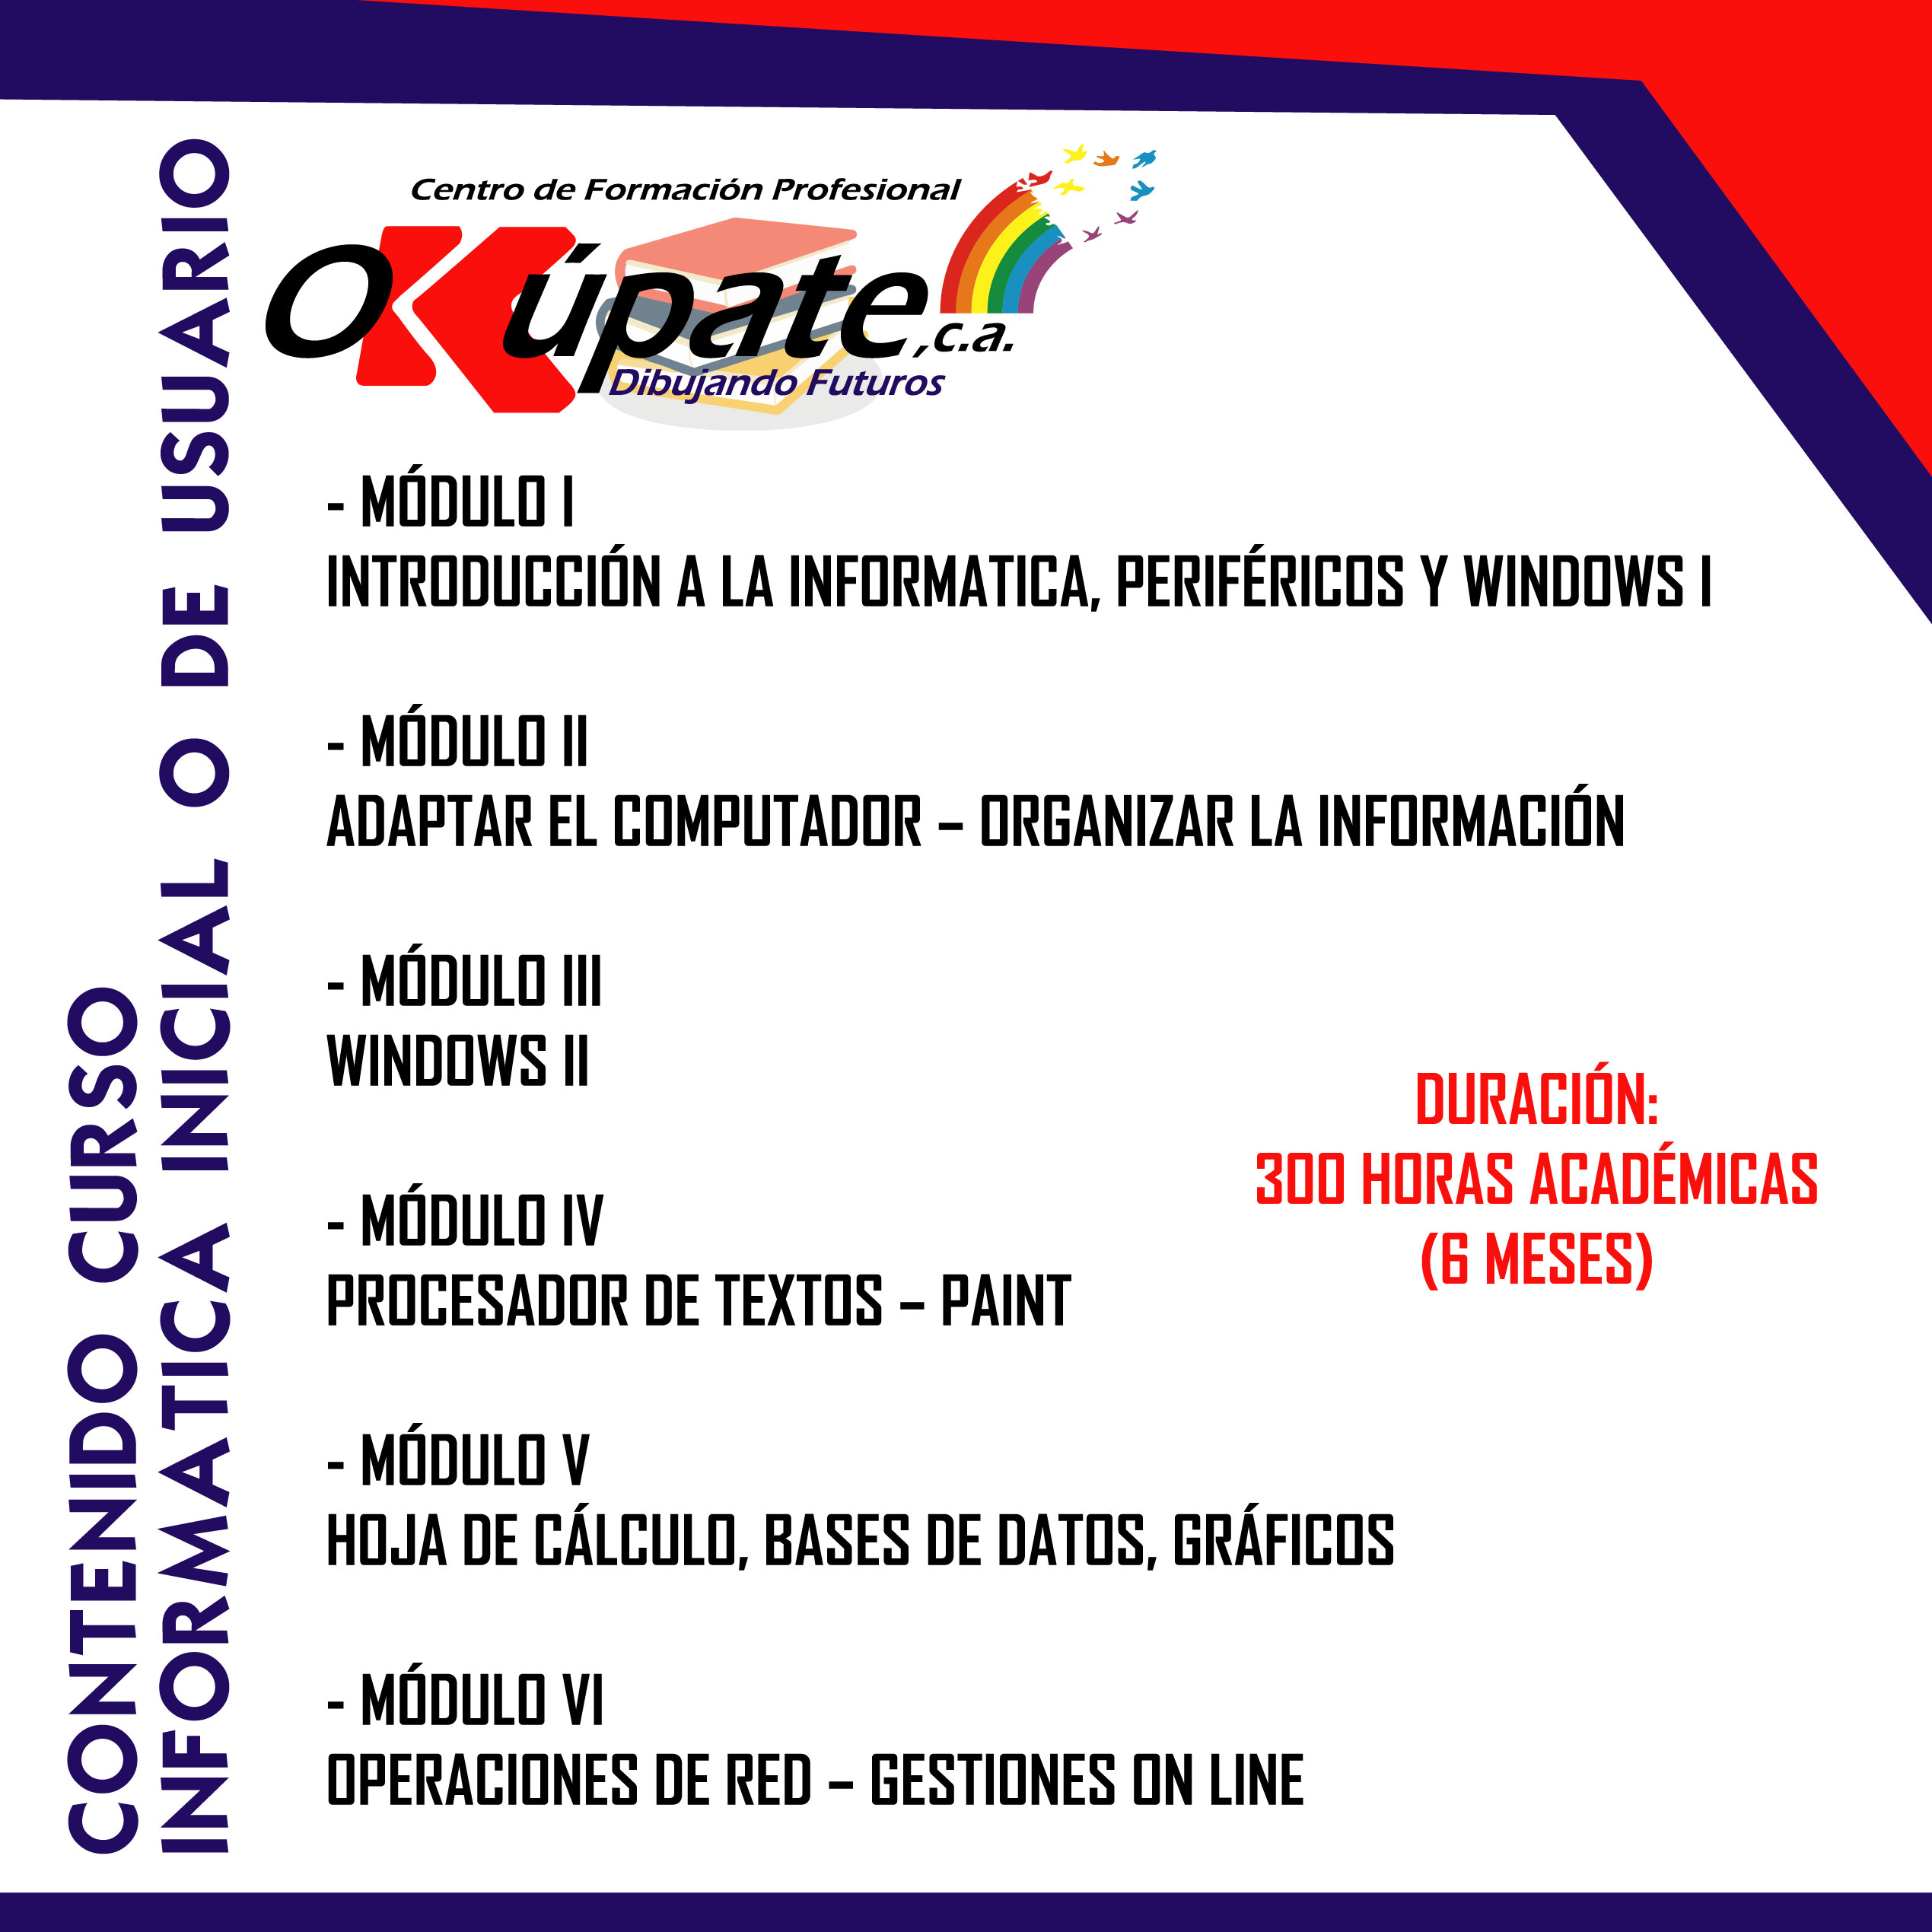 CONTENIDO CURSO
INFORMATICA INICIAL O DE USUARIO
Centro de Formación Profesional
OKúpate,c.a.
Dibujando Futuros
- MÓDULO I
INTRODUCCIÓN A LA INFORMATICA, PERIFÉRICOS Y WINDOWS I
- MÓDULO II
ADAPTAR EL COMPUTADOR – ORGANIZAR LA INFORMACIÓN
- MÓDULO III
WINDOWS II
- MÓDULO IV
PROCESADOR DE TEXTOS – PAINT
- MÓDULO V
HOJA DE CÁLCULO, BASES DE DATOS, GRÁFICOS
- MÓDULO VI
OPERACIONES DE RED – GESTIONES ON LINE
DURACIÓN:
300 HORAS ACADÉMICAS
(6 MESES)